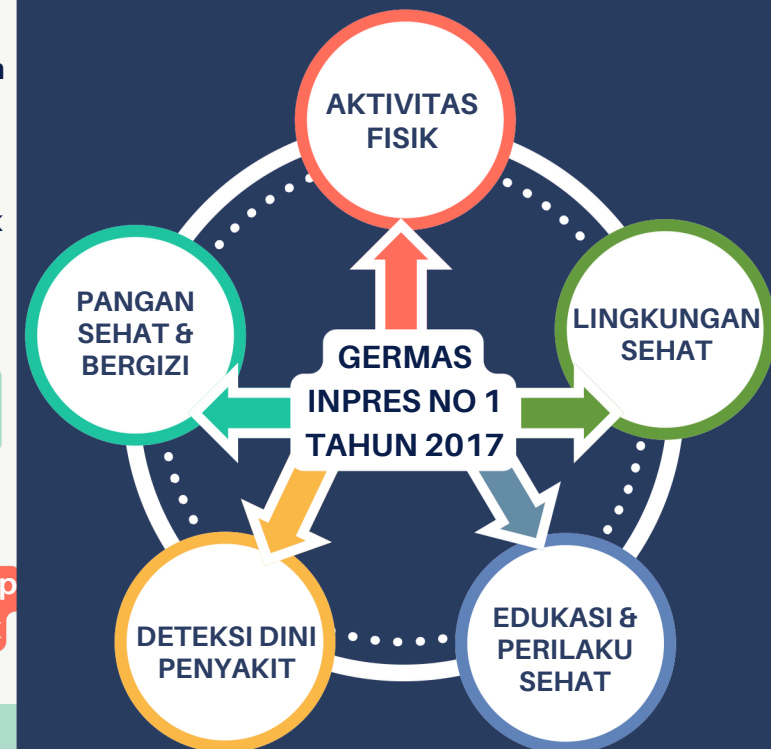 AKTIVITAS
FISIK
PANGAN
SEHAT &
BERGIZI
LINGKUNGAN
SEHAT
GERMAS
INPRES NO 1
TAHUN 2017
DETEKSI DINI
PENYAKIT
EDUKASI &
PERILAKU
SEHAT